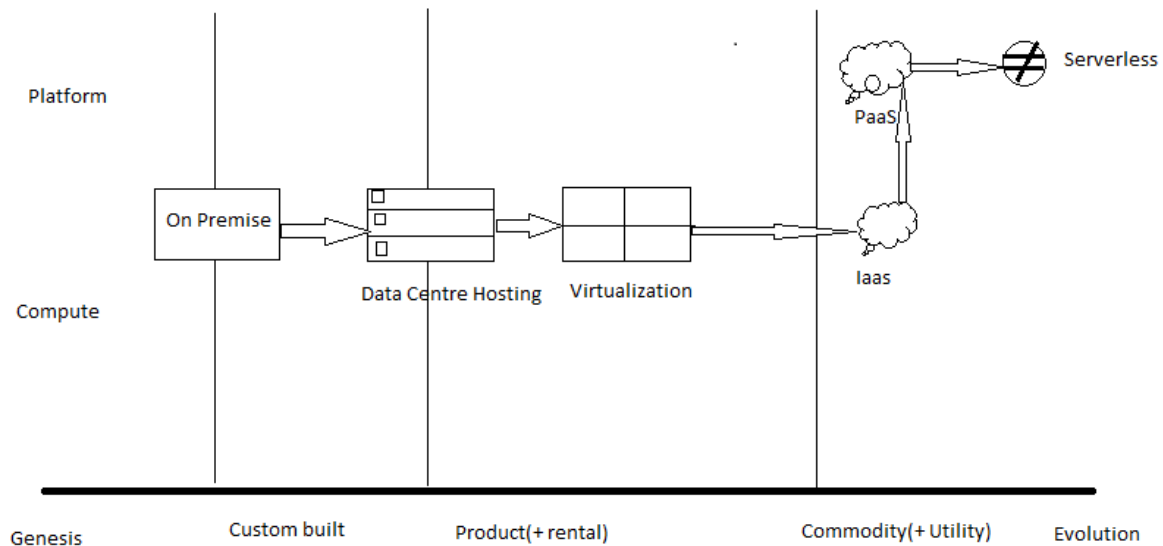 Serverless
Platform
PaaS
On Premise
Data Centre Hosting
Virtualization
Iaas
Compute
Genesis
Custom built
Product(+ rental)
Commodity(+ Utility)
Evolution